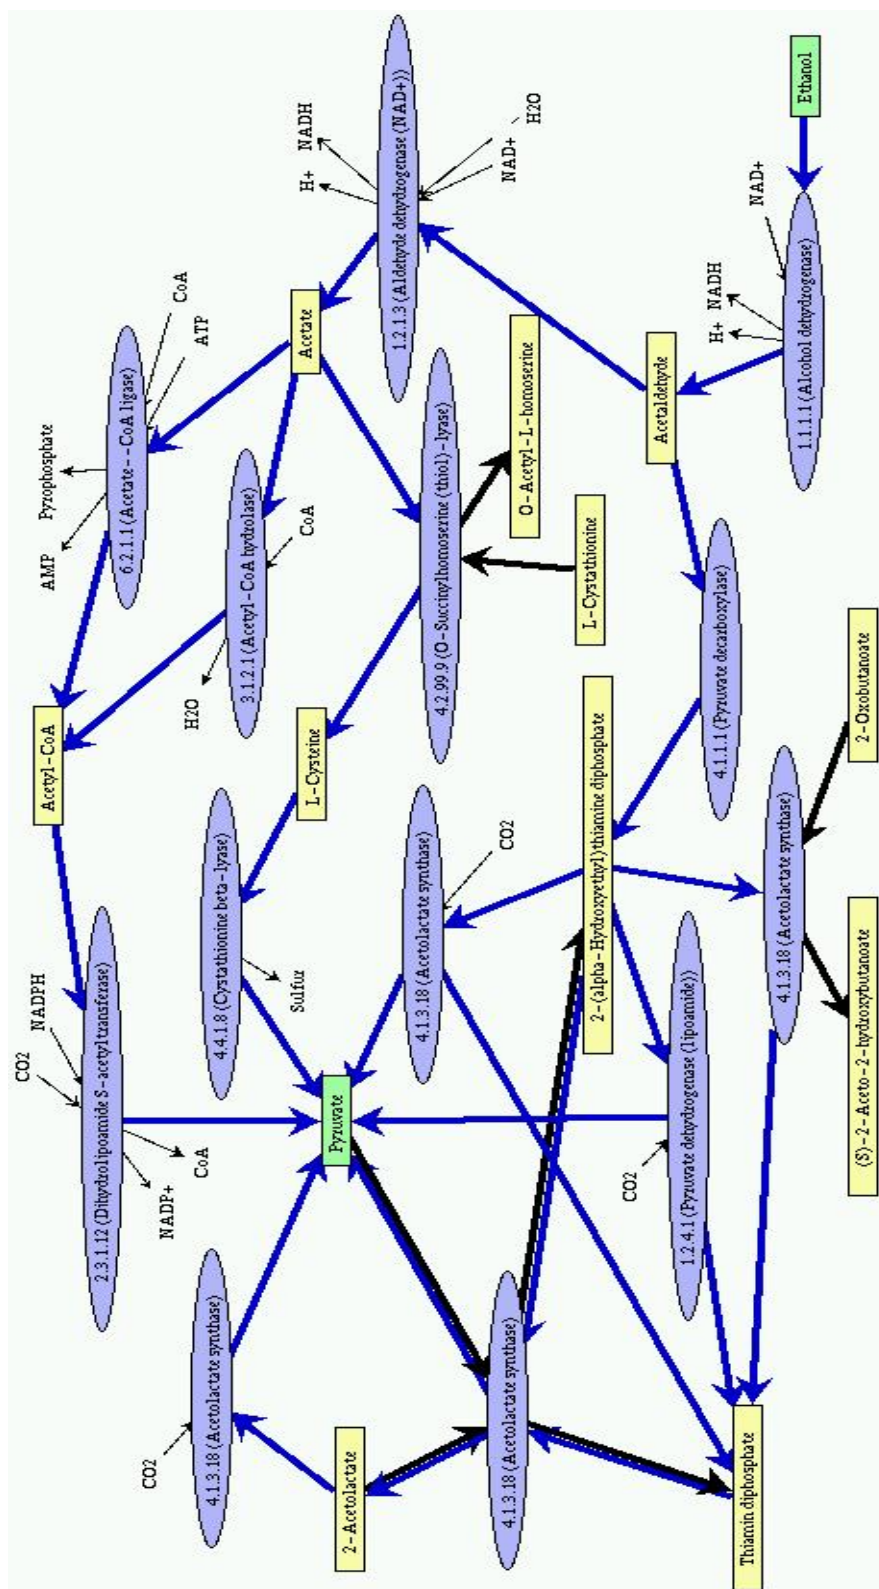 Ethanol
NAD+
NADH
H+
1.1.1.1 (Alcohol dehydrogenase)
Acetaldehyde
H2O
NAD+
NADH
H+
1.2.1.3 (Aldehyde dehydrogenase (NAD+))
Acetate
CoA
ATP
Pyrophosphate
AMP
6.2.1.1 (Acetate--CoA ligase)
CoA
H2O
3.1.2.1 (Acetyl-CoA hydrolase)
O-Acetyl-L-homoserine
L-Cystathionine
4.2.99.9 (O-Succinylhomoserine (thiol)-lyase)
Acetyl-CoA
L-Cysteine
4.1.1.1 (Pyruvate decarboxylase)
2-(alpha-Hydroxyethyl)thiamine diphosphate
2-Oxobutanoate
4.1.3.18 (Acetolactate synthase)
(S)-2-Aceto-2-hydroxybutanoate
CO2
4.1.3.18 (Acetolactate synthase)
4.4.1.8 (Cystathionine beta-lyase)
Sulfur
NADPH
CO2
2.3.1.12 (Dihydrolipoamide S-acetyltransferase)
CoA
NADP+
Pyruvate
CO2
1.2.4.1 (Pyruvate dehydrogenase (lipoamide))
4.1.3.18 (Acetolactate synthase)
CO2
4.1.3.18 (Acetolactate synthase)
2-Acetolactate
Thiamin diphosphate